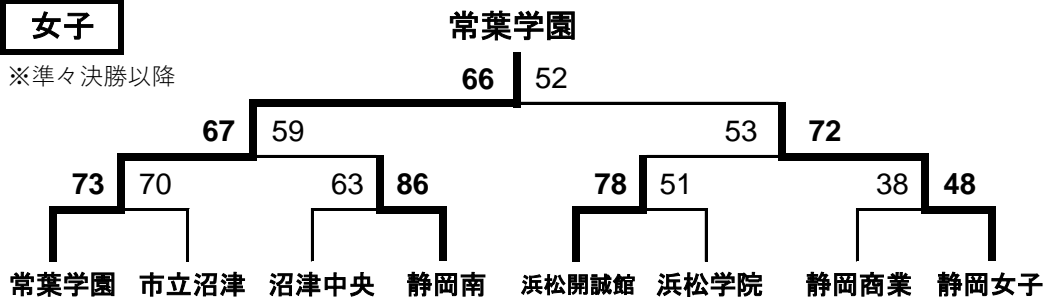 女子
常葉学園
※準々決勝以降
66 52
67 59 53 72
73 70 63 86 78 51 38 48
常葉学園 市立沼津 沼津中央 静岡南 浜松開誠館 浜松学院 静岡商業 静岡女子